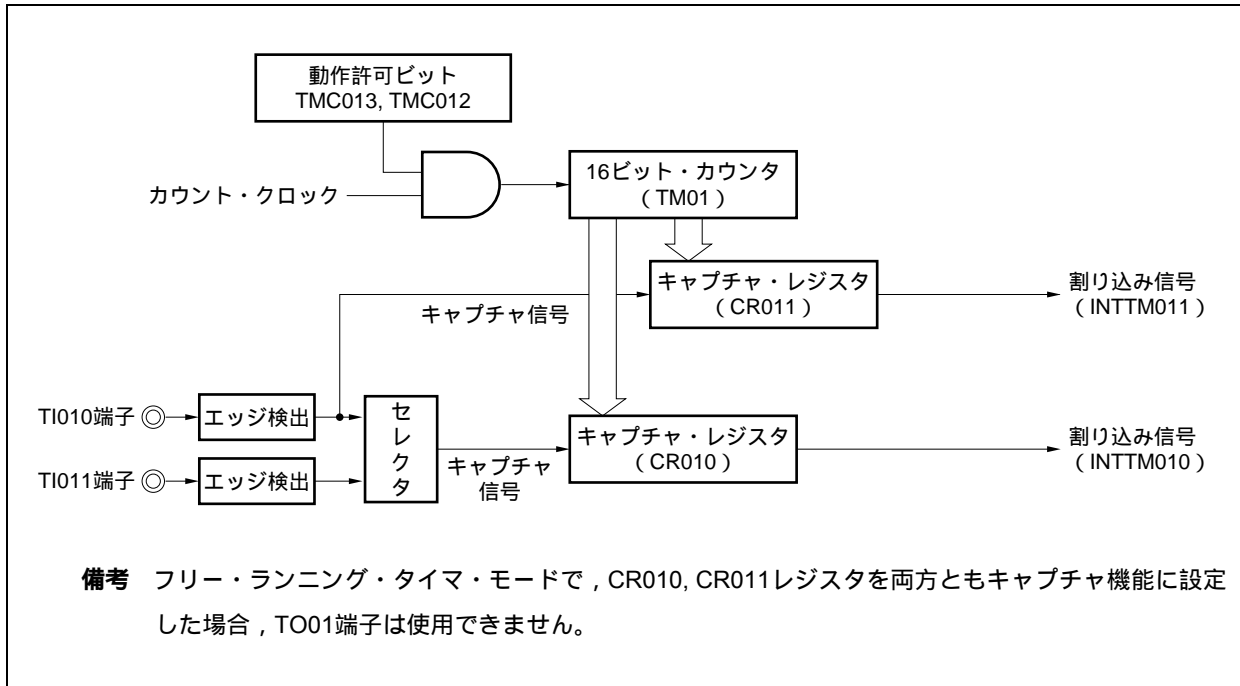 動作許可ビット
TMC013, TMC012
カウント・クロック
16ビット・カウンタ
（TM01）
キャプチャ・レジスタ
（CR011）
割り込み信号
（INTTM011）
キャプチャ信号
TI010端子
エッジ検出
セレクタ
キャプチャ・レジスタ
（CR010）
割り込み信号
（INTTM010）
キャプチャ
信号
TI011端子
エッジ検出
備考　フリー・ランニング・タイマ・モードで，CR010, CR011レジスタを両方ともキャプチャ機能に設定
した場合，TO01端子は使用できません。